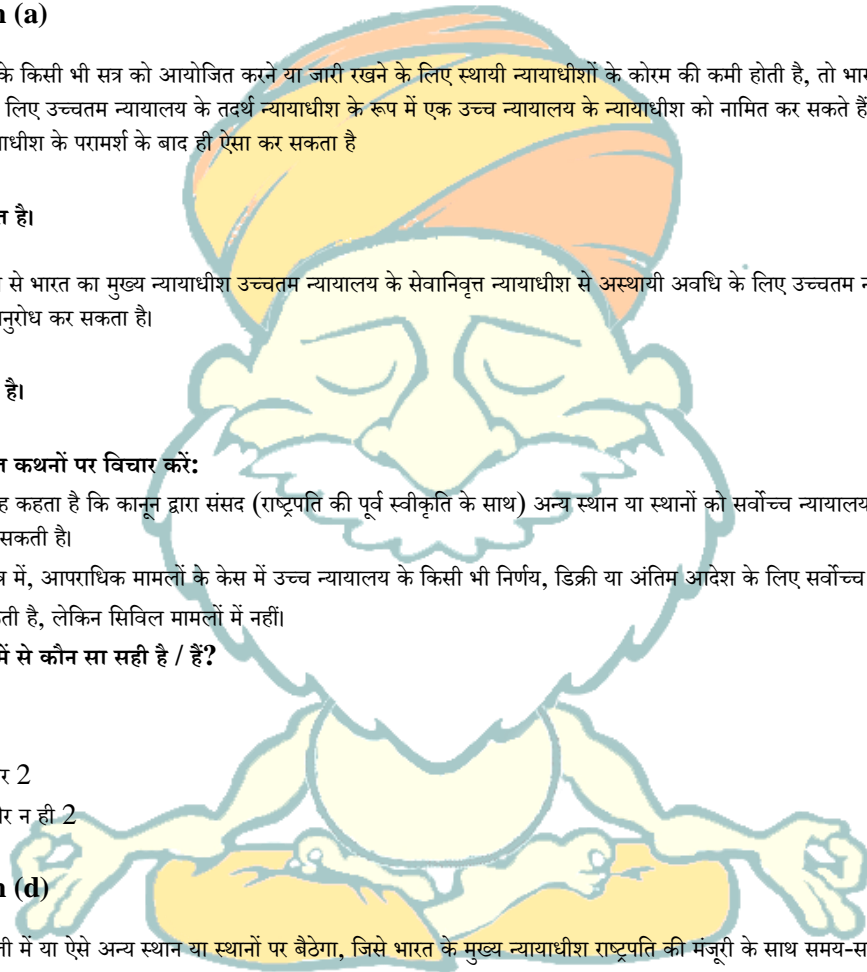 n (a)
के किसी भी सत्र को आयोजित करने या जारी रखने के लिए स्थायी न्यायाधीशों के कोरम की कमी होती है, तो भा
लिए उच्चतम न्यायालय के तदर्थ न्यायाधीश के रूप में एक उच्च न्यायालय के न्यायाधीश को नामित कर सकते हैं
ाधीश के परामर्श के बाद ही ऐसा कर सकता है
त है।
से भारत का मुख्य न्यायाधीश उच्चतम न्यायालय के सेवानिवृत्त न्यायाधीश से अस्थायी अवधि के लिए उच्चतम
नुरोध कर सकता है।
है।
त कथनों पर विचार करें:
ह कहता है कि कानून द्वारा संसद (राष्ट्रपति की पूर्व स्वीकृति के साथ) अन्य स्थान या स्थानों को सर्वोच्च न्यायालय
सकती है।
में, आपराधिक मामलों के केस में उच्च न्यायालय के किसी भी निर्णय, डिक्री या अंतिम आदेश के लिए सर्वोच्च
ती है, लेकिन सिविल मामलों में नहीं।
में से कौन सा सही है / हैं?
र 2
र न ही 2
n (d)
ी में या ऐसे अन्य स्थान या स्थानों पर बैठेगा, जिसे भारत के मुख्य न्यायाधीश राष्ट्रपति की मंजूरी के साथ समय-स